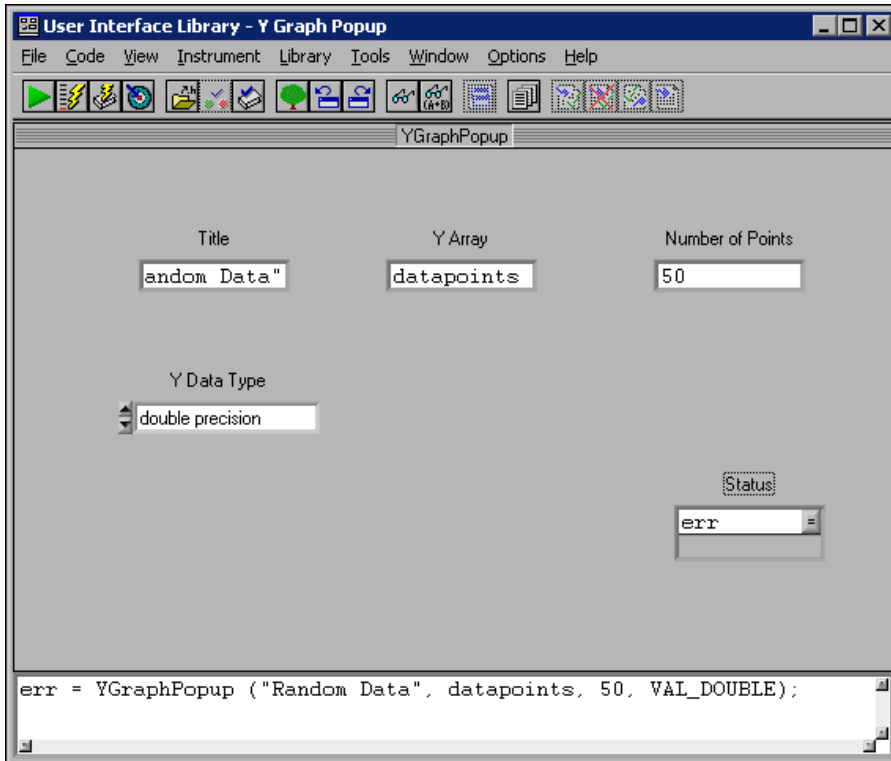 User Interface Library - Y Graph Popup
File Code View Instrument Library Tools Window Options Help
(A+B)
YGraphPopup
Title Y Array Number of Points
andom Data" datapoints 50
Y Data Type
double precision
Status
err =
err = YGraphPopup ("Random Data", datapoints, 50, VAL_DOUBLE);